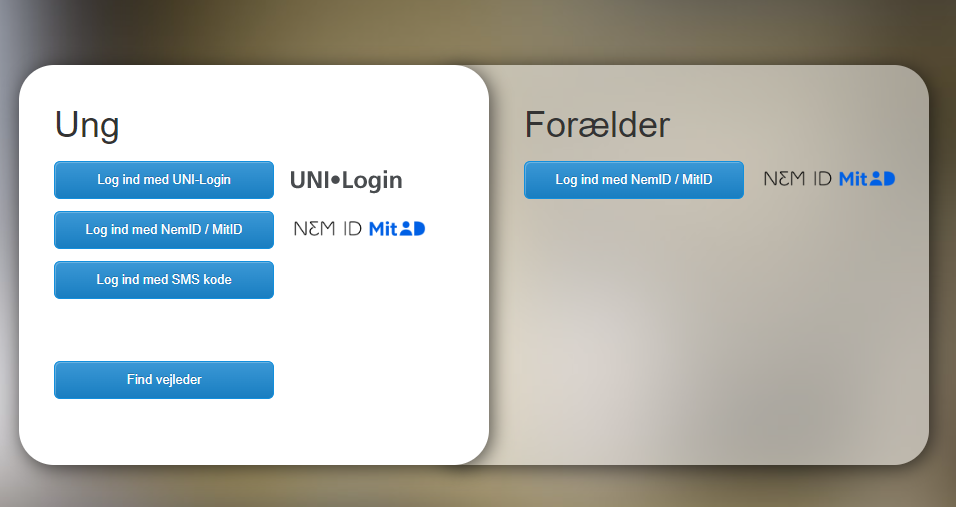 Ung
Log ind med UNI-Login
UNI•Login
Log ind med NemID / MitID
NEM ID MitID
Log ind med SMS kode
Find vejleder
Forælder
Log ind med NemID / MitID
NEM ID MitID